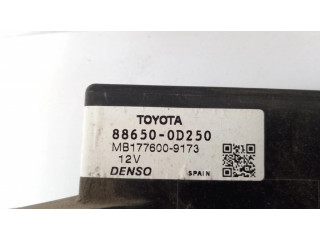 TOYOTA
88650-0D250
MB177600-9173
12V
DENSO SPAIN